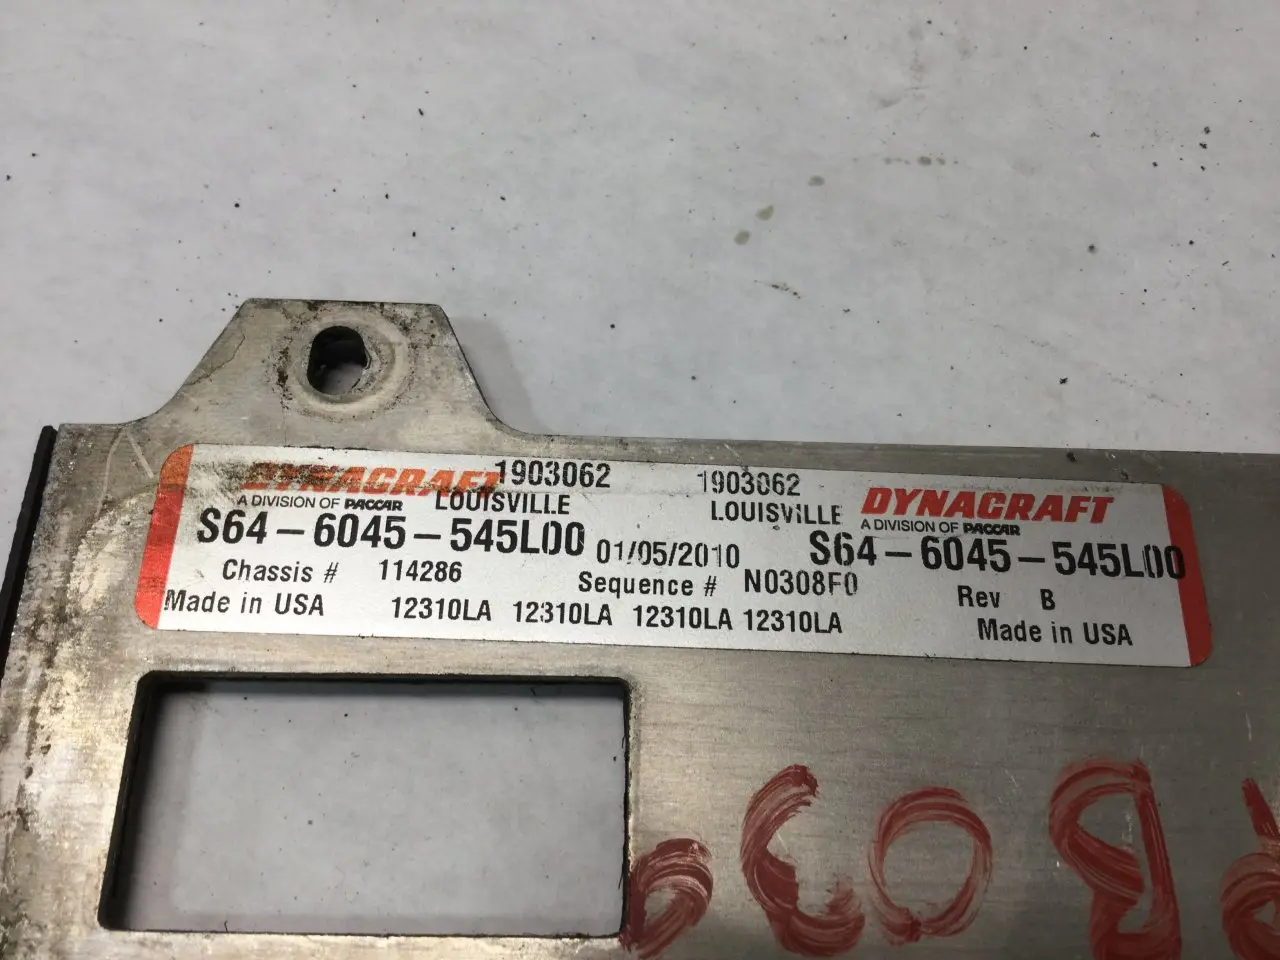 DYNACRAFT 1903062 1903062 DYNACRAFT
A DIVISION OF PACCAR LOUISVILLE LOUISVILLE A DIVISION OF PACCAR
S64-6045-545L00 01/05/2010 S64-6045-545L00
Chassis # 114286 Sequence # N0308F0 Rev B
Made in USA 12310LA 12310LA 12310LA 12310LA Made in USA